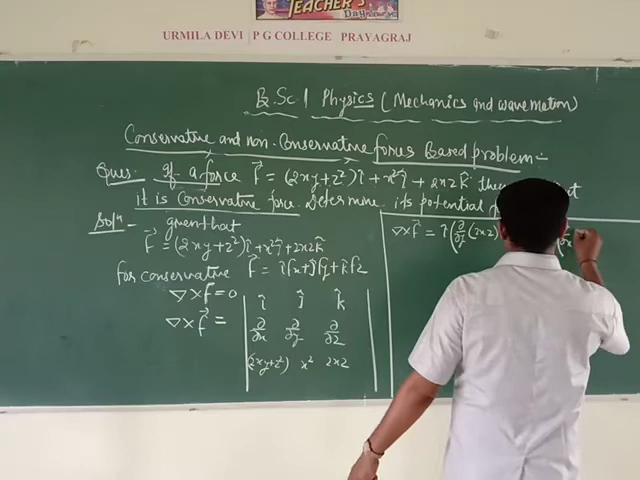 TEACHER'S
URMILA DEVI P G COLLEGE PRAYAGRAJ
B.Sc I Physics (Mechanics and wave motion)
Conservative and non-Conservative forces Based problem:-
Ques. If a force F⃗ = (2xy+z²)î + x²ĵ + 2xzk̂ then
it is Conservative force. Determine its potential
Solⁿ - given that
F⃗ = (2xy+z²)î + x²ĵ + 2xzk̂
for conservative F⃗ = îfx + ĵfy + k̂fz
▽×f⃗ = 0
▽×f⃗ = | î ĵ k̂ |
∂/∂x ∂/∂y ∂/∂z
(2xy+z²) x² 2xz
▽×F⃗ = î(∂/∂y(2xz)